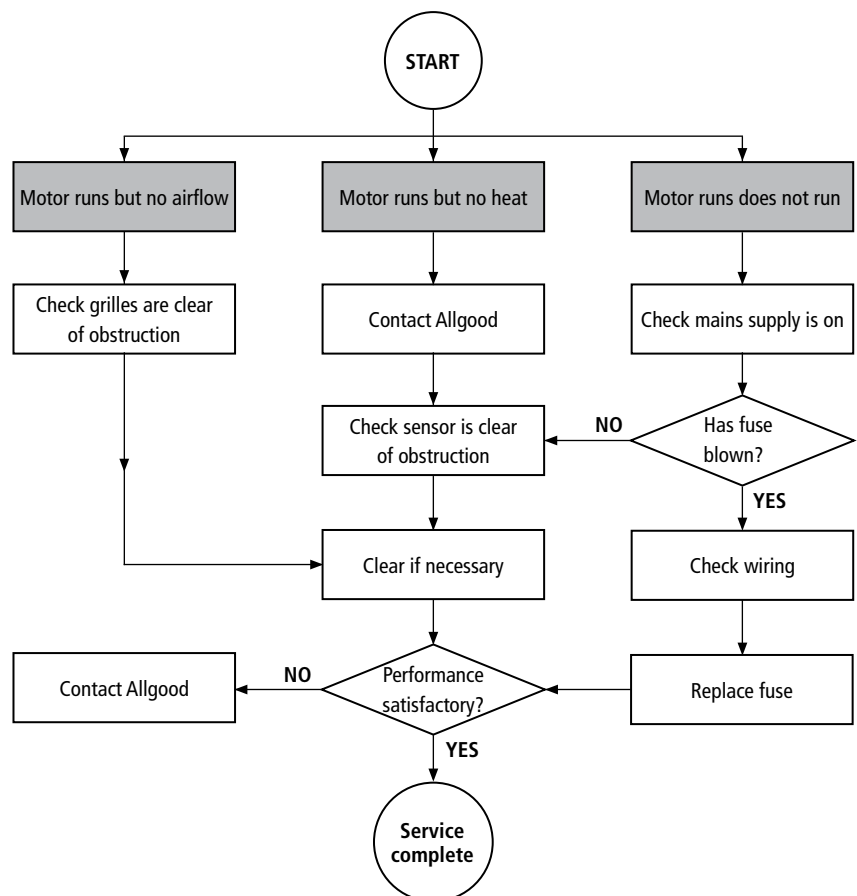 START
Motor runs but no airflow
Motor runs but no heat
Motor runs does not run
Check grilles are clear
of obstruction
Contact Allgood
Check mains supply is on
Check sensor is clear
of obstruction
NO
Has fuse
blown?
YES
Clear if necessary
Check wiring
Contact Allgood
NO
Performance
satisfactory?
Replace fuse
YES
Service
complete